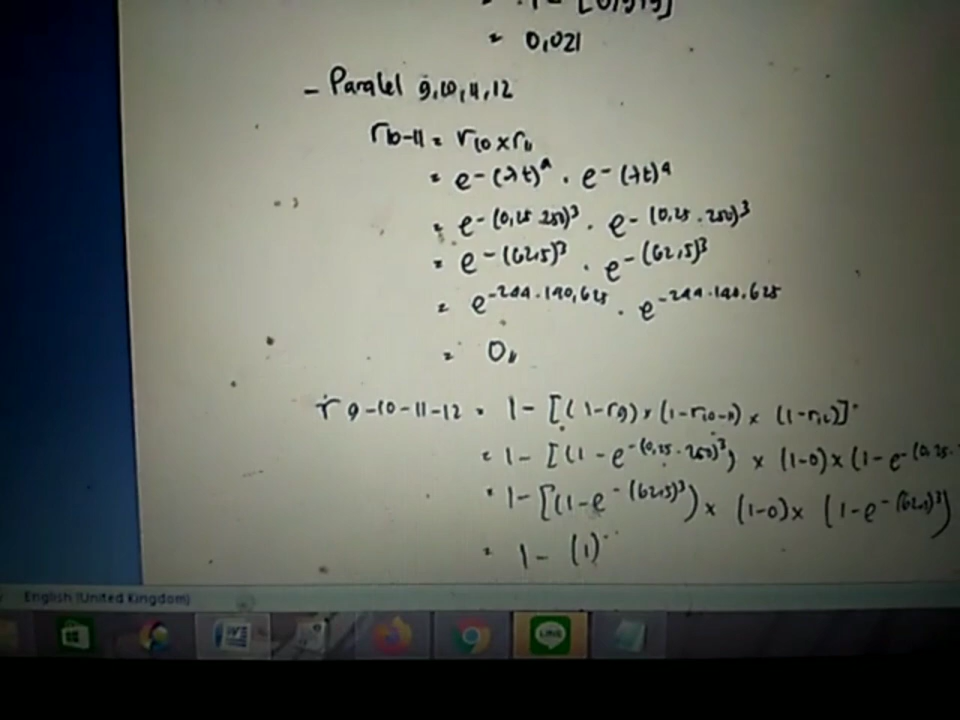 = 0,021
- Paralel 9,10,11,12
r10-11 = r10 x r11
= e-(λt)^a . e-(λt)^a
= e-(0,25.250)^3 . e-(0,25.250)^3
= e-(62,5)^3 . e-(62,5)^3
= e^-244.140,625 . e^-244.140.625
= 0,,
r 9-10-11-12 = 1 - [(1-r9) x (1-r10-11) x (1-r12)]
= 1 - [(1 - e^-(0,25.250)^3) x (1-0) x (1 - e^-(0,25.
= 1 - [(1-e-(62,5)^3) x (1-0) x (1-e-(62,5)^3)
= 1 - (1)
English (United Kingdom)
LINE